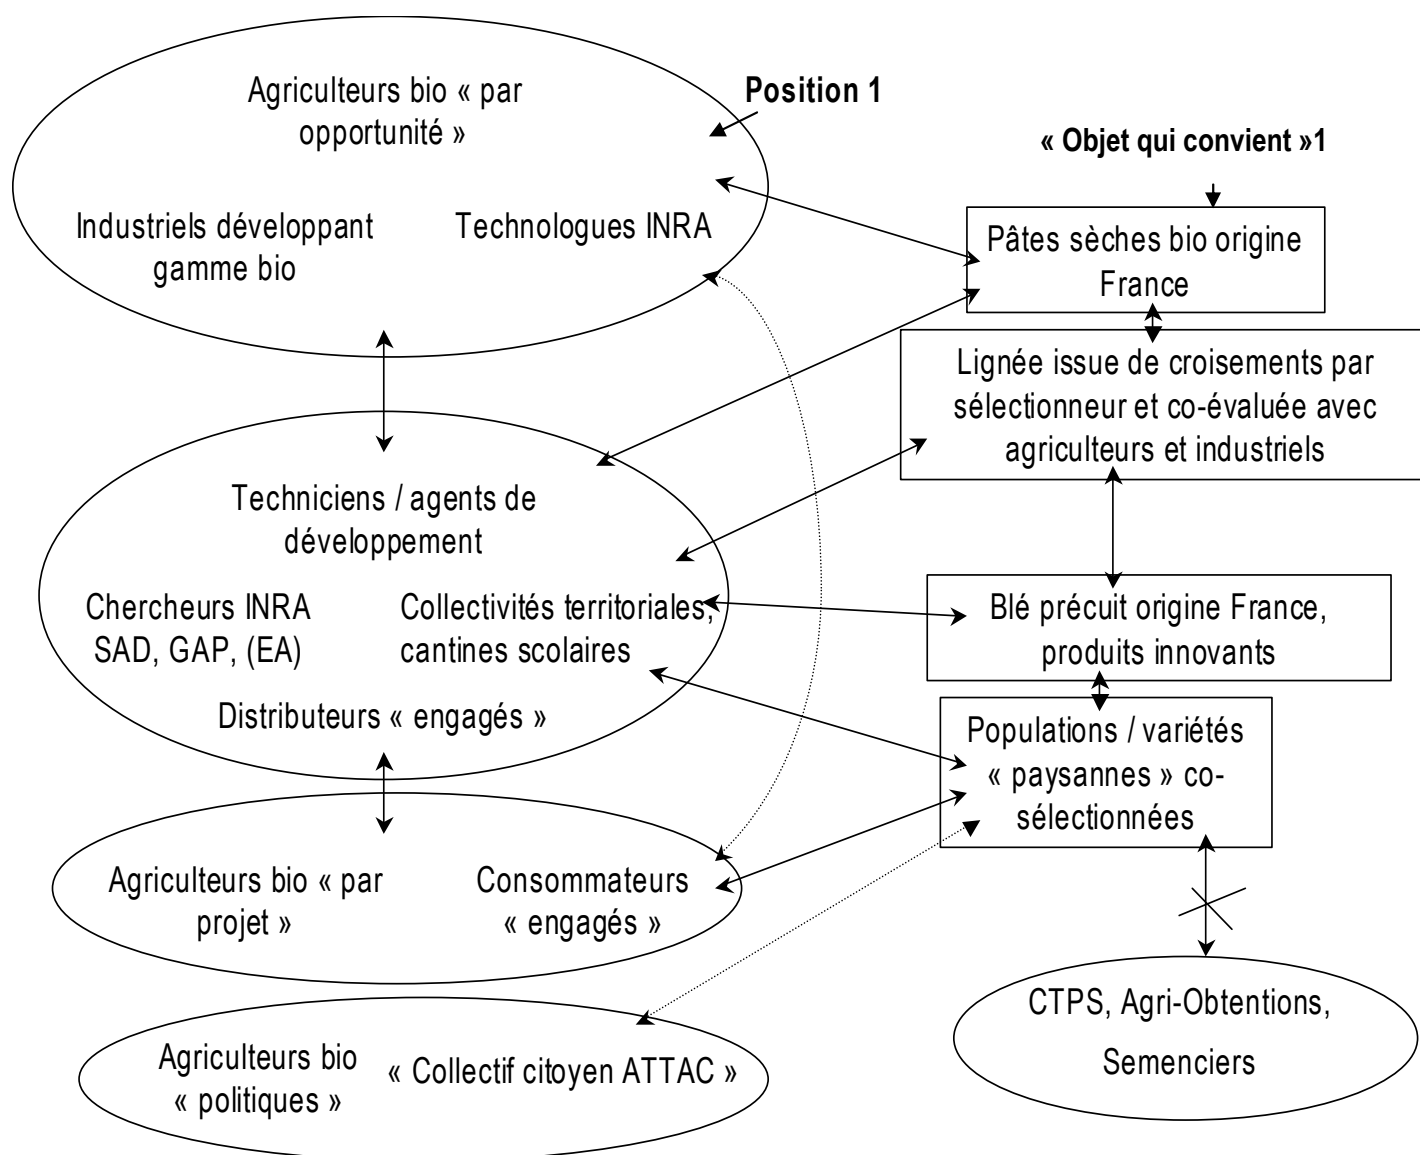 Agriculteurs bio « par
opportunité »
Position 1
« Objet qui convient »1
Industriels développant
gamme bio
Technologues INRA
Pâtes sèches bio origine
France
Lignée issue de croisements par
sélectionneur et co-évaluée avec
agriculteurs et industriels
Techniciens / agents de
développement
Chercheurs INRA
SAD, GAP, (EA)
Collectivités territoriales,
cantines scolaires
Distributeurs « engagés »
Blé précuit origine France,
produits innovants
Populations / variétés
« paysannes » co-
sélectionnées
Agriculteurs bio « par
projet »
Consommateurs
« engagés »
Agriculteurs bio
« politiques »
« Collectif citoyen ATTAC »
CTPS, Agri-Obtentions,
Semenciers